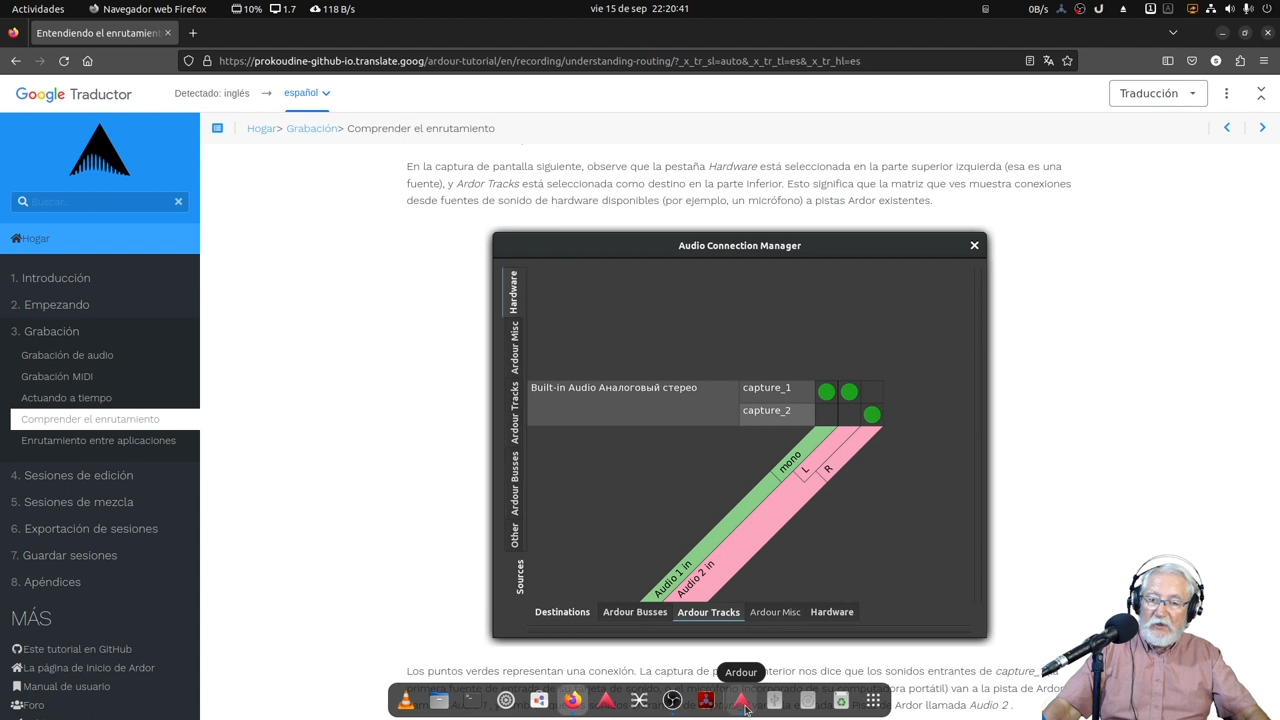 Actividades
Navegador web Firefox
10%
1.7
118 B/s
vie 15 de sep 22:20:41
0B/s
1
Entendiendo el enrutamien
https://prokoudine-github-io.translate.goog/ardour-tutorial/en/recording/understanding-routing/?_x_tr_sl=auto&_x_tr_tl=es&_x_tr_hl=es
Google Traductor
Detectado: inglés
español
Traducción
Hogar> Grabación> Comprender el enrutamiento
Buscar...
Hogar
1. Introducción
2. Empezando
3. Grabación
Grabación de audio
Grabación MIDI
Actuando a tiempo
Comprender el enrutamiento
Enrutamiento entre aplicaciones
4. Sesiones de edición
5. Sesiones de mezcla
6. Exportación de sesiones
7. Guardar sesiones
8. Apéndices
MÁS
Este tutorial en GitHub
La página de inicio de Ardor
Manual de usuario
Foro
En la captura de pantalla siguiente, observe que la pestaña Hardware está seleccionada en la parte superior izquierda (esa es una
fuente), y Ardor Tracks está seleccionada como destino en la parte inferior. Esto significa que la matriz que ves muestra conexiones
desde fuentes de sonido de hardware disponibles (por ejemplo, un micrófono) a pistas Ardor existentes.
Audio Connection Manager
Hardware
Ardour Misc
Ardour Tracks
Ardour Busses
Other
Sources
Built-in Audio Аналоговый стерео
capture_1
capture_2
mono
L
R
Audio 1 in
Audio 2 in
Destinations
Ardour Busses
Ardour Tracks
Ardour Misc
Hardware
Ardour
Los puntos verdes representan una conexión. La captura de anterior nos dice que los sonidos entrantes de capture_
van a la pista de Ardor
Pista de Ardor llamada Audio 2 .